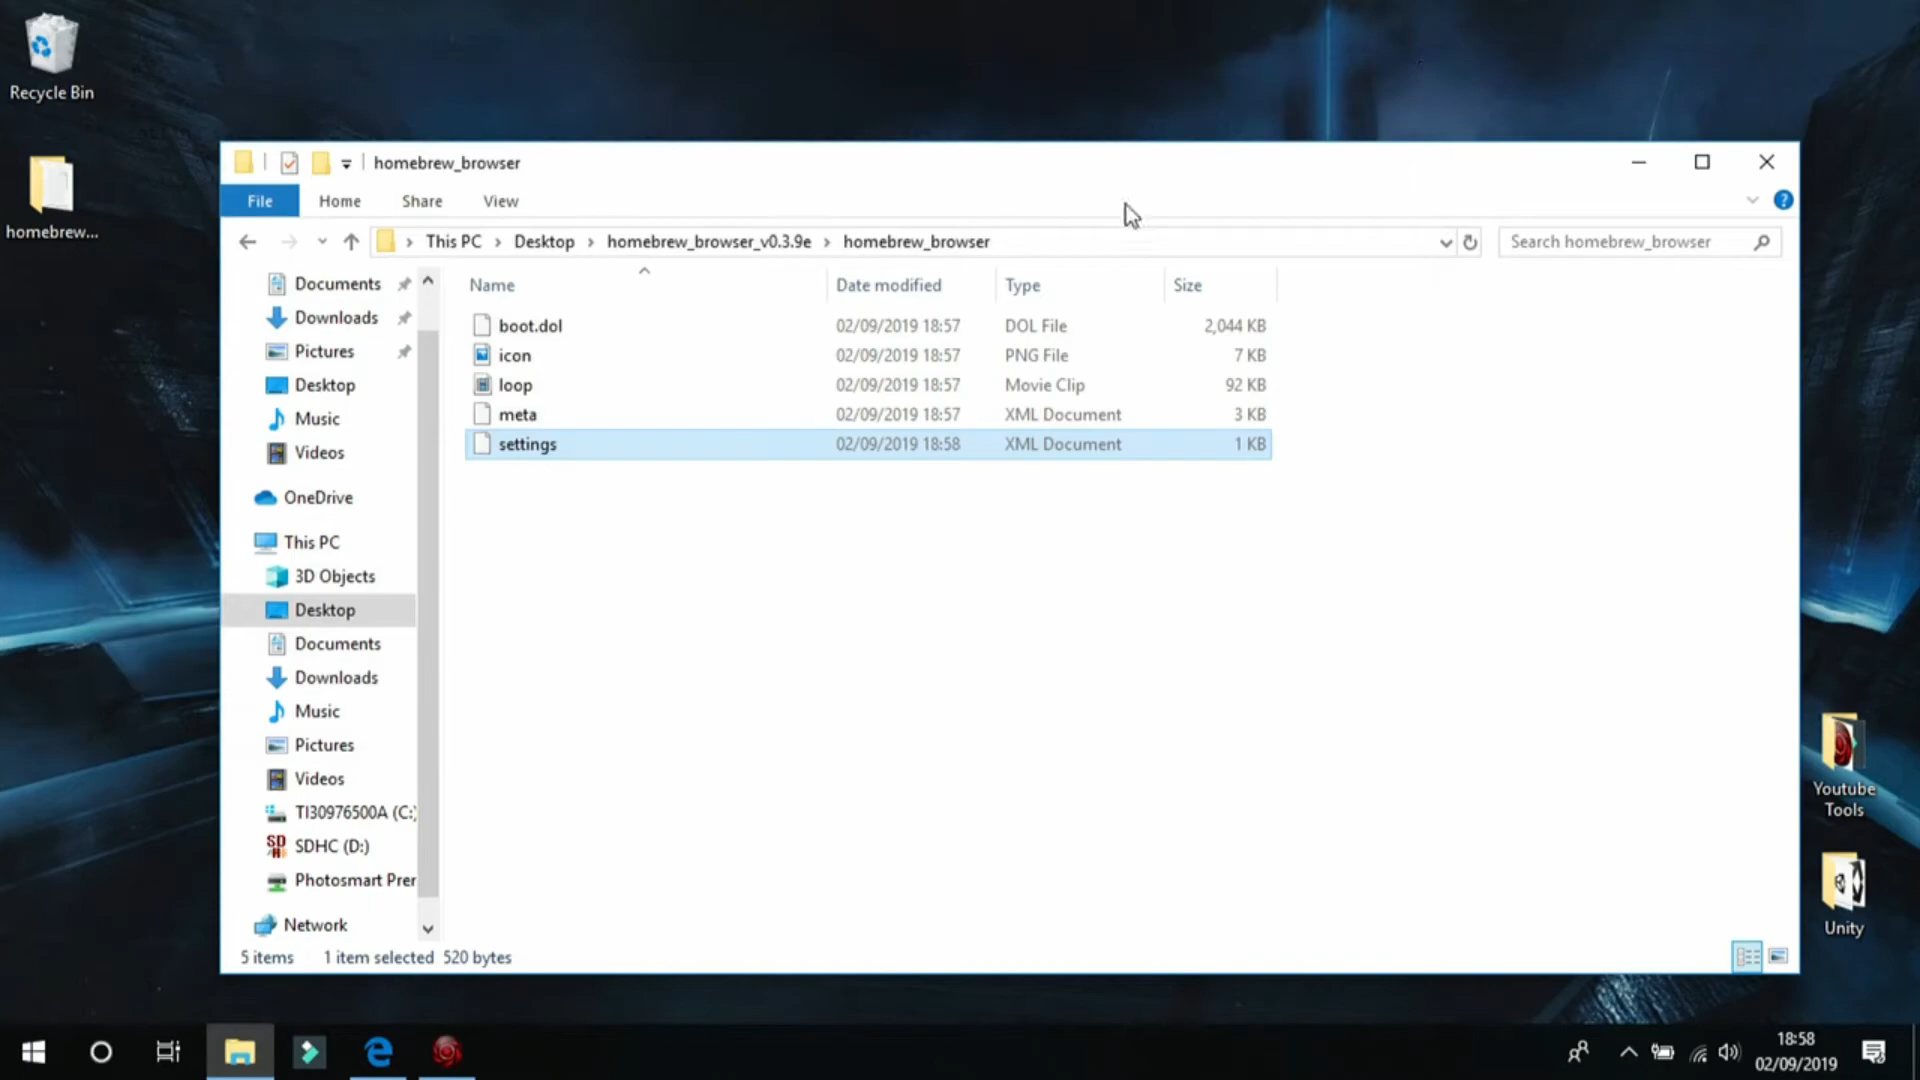 Recycle Bin
homebrew...
homebrew_browser
File Home Share View
This PC Desktop homebrew_browser_v0.3.9e homebrew_browser
Search homebrew_browser
Documents
Downloads
Pictures
Desktop
Music
Videos
OneDrive
This PC
3D Objects
Desktop
Documents
Downloads
Music
Pictures
Videos
TI30976500A (C:)
SDHC (D:)
Photosmart Prer
Network
Name Date modified Type Size
boot.dol 02/09/2019 18:57 DOL File 2,044 KB
icon 02/09/2019 18:57 PNG File 7 KB
loop 02/09/2019 18:57 Movie Clip 92 KB
meta 02/09/2019 18:57 XML Document 3 KB
settings 02/09/2019 18:58 XML Document 1 KB
5 items 1 item selected 520 bytes
Youtube
Tools
Unity
18:58
02/09/2019